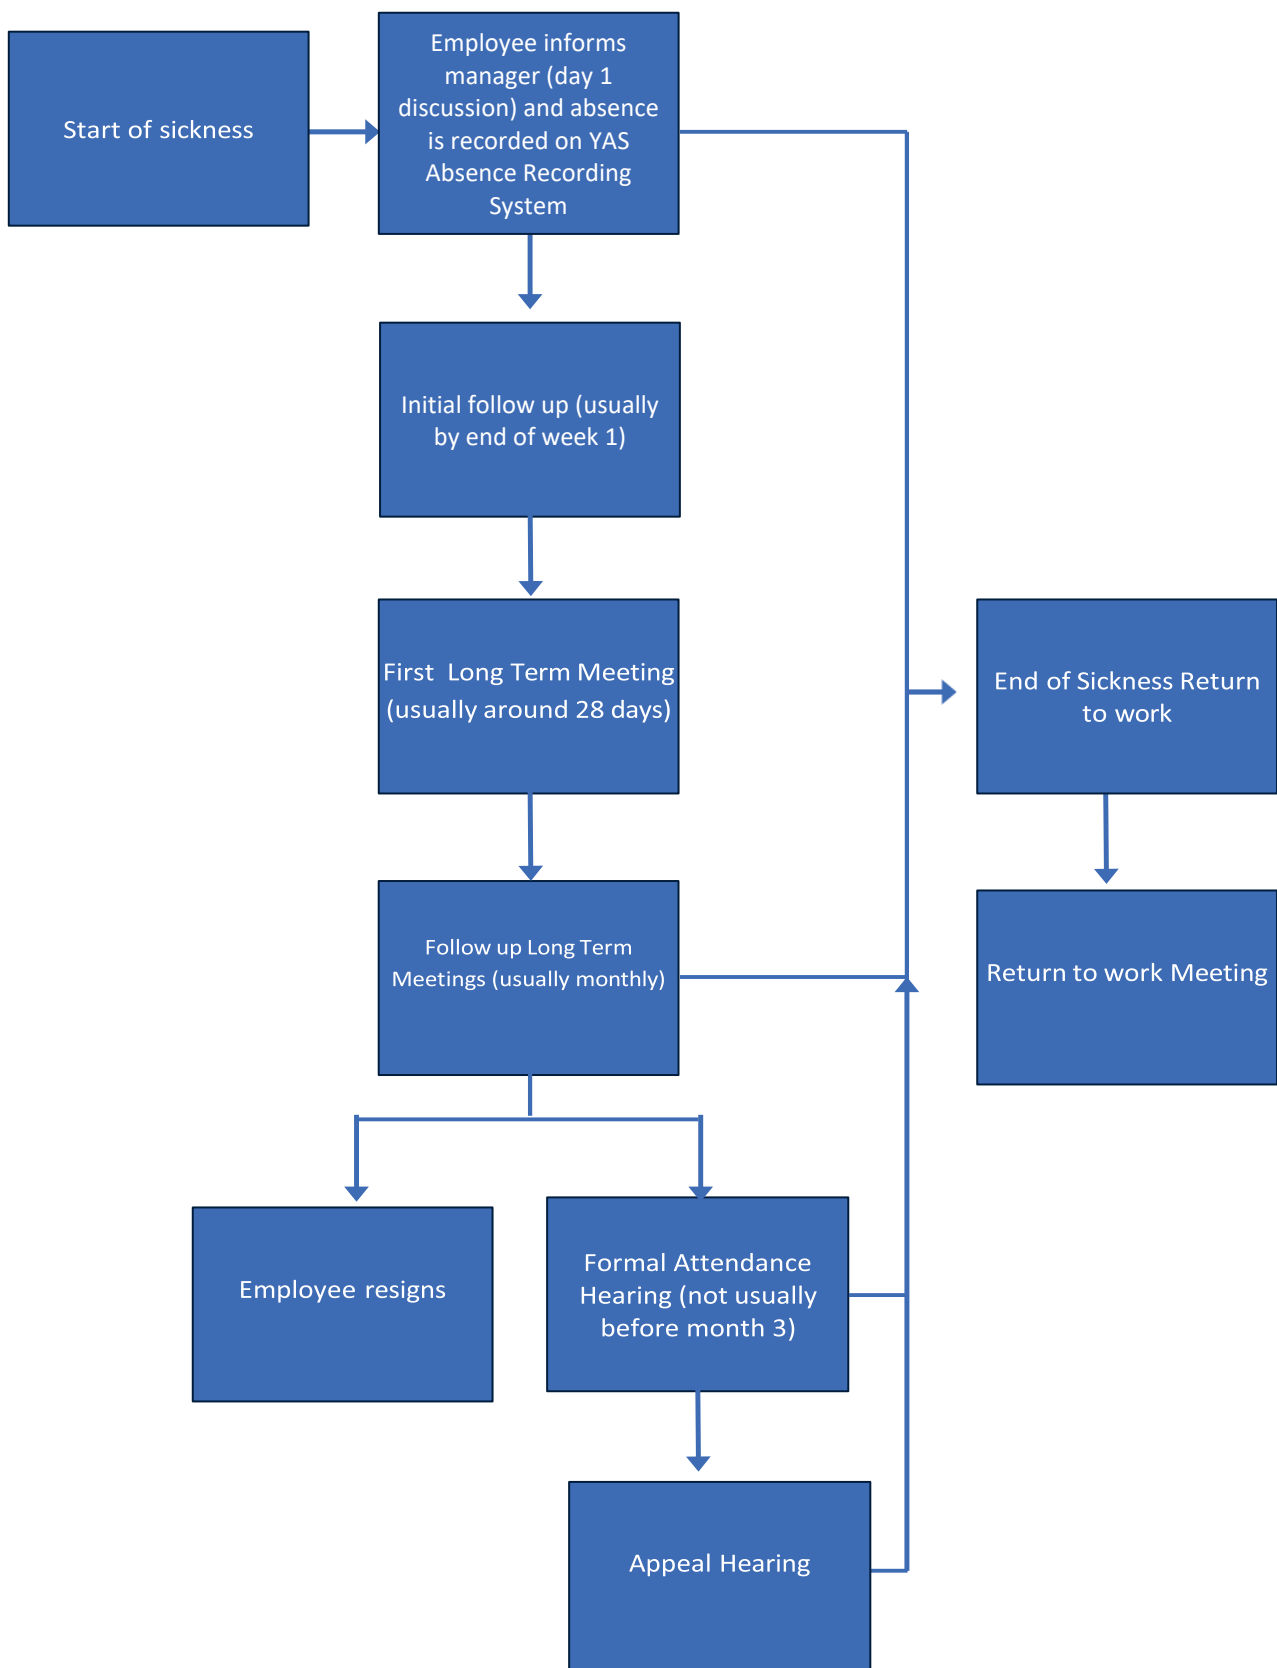 Start of sickness
Employee informs
manager (day 1
discussion) and absence
is recorded on YAS
Absence Recording
System
Initial follow up (usually
by end of week 1)
First Long Term Meeting
(usually around 28 days)
End of Sickness Return
to work
Follow up Long Term
Meetings (usually monthly)
Return to work Meeting
Employee resigns
Formal Attendance
Hearing (not usually
before month 3)
Appeal Hearing